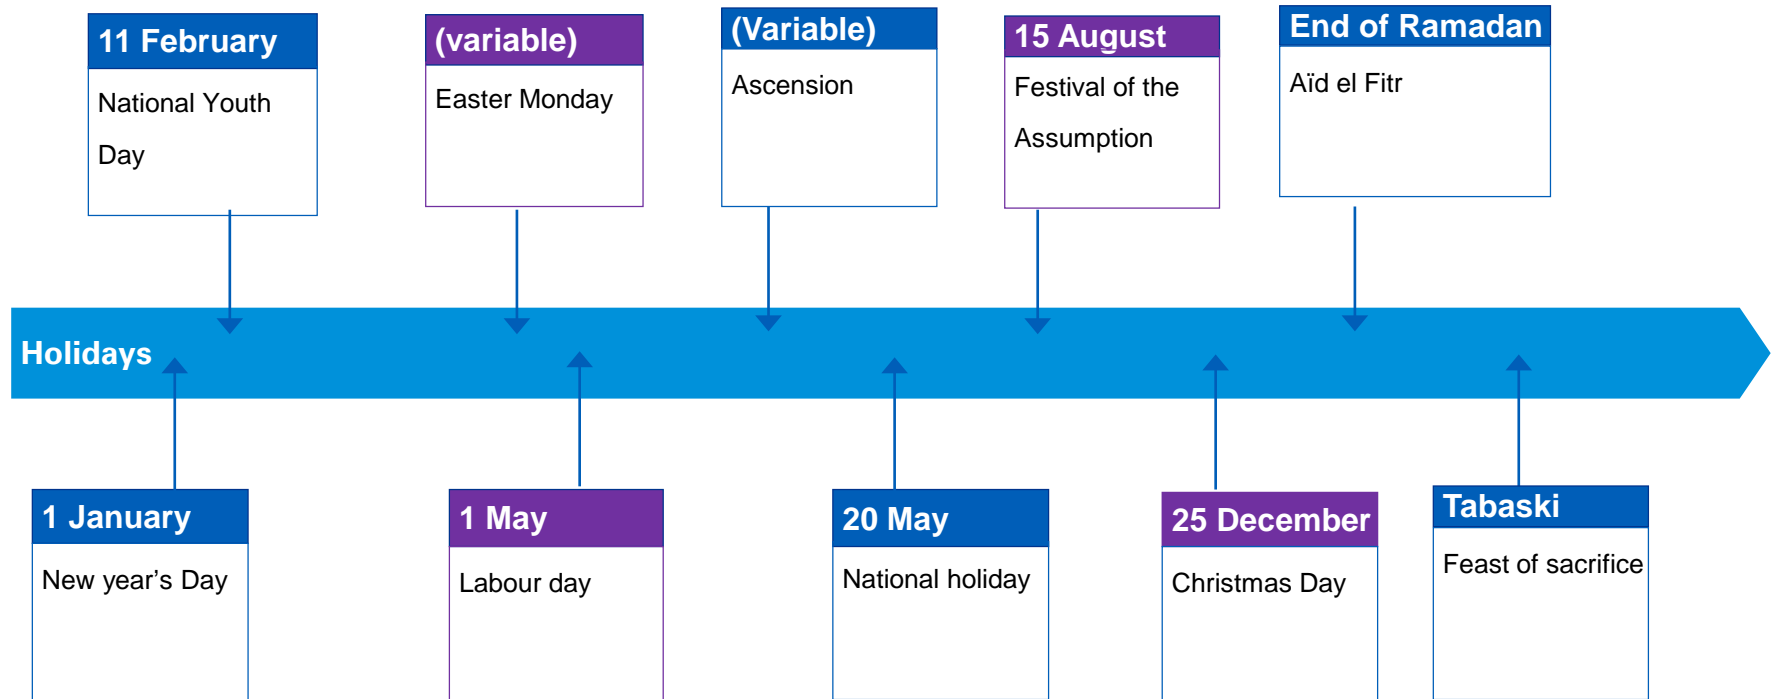 11 February
National Youth
Day
(variable)
Easter Monday
(Variable)
Ascension
15 August
Festival of the
Assumption
End of Ramadan
Aïd el Fitr
Holidays
1 January
New year’s Day
1 May
Labour day
20 May
National holiday
25 December
Christmas Day
Tabaski
Feast of sacrifice